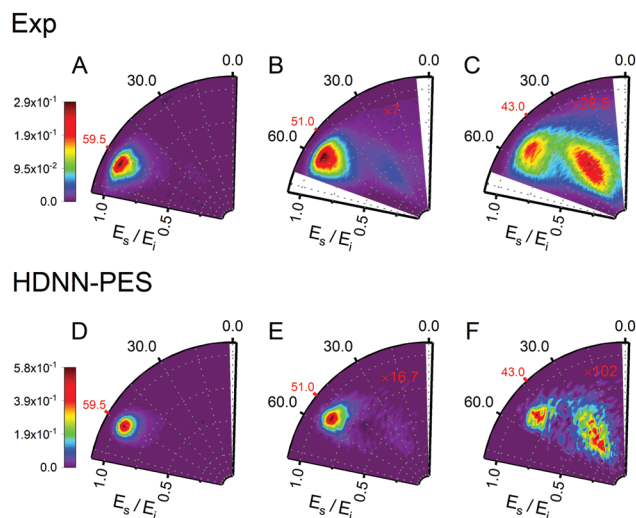 Exp
A
B
C
0.0
0.0
0.0
30.0
30.0
30.0
2.9x10⁻¹
1.9x10⁻¹
9.5x10⁻²
0.0
59.5
51.0
43.0
60.0
60.0
×7
×28.5
1.0
0.5
1.0
0.5
1.0
0.5
Es / Ei
Es / Ei
Es / Ei
HDNN-PES
D
E
F
0.0
0.0
0.0
30.0
30.0
30.0
5.8x10⁻¹
3.9x10⁻¹
1.9x10⁻¹
0.0
59.5
51.0
43.0
60.0
60.0
×16.7
×102
1.0
0.5
1.0
0.5
1.0
0.5
Es / Ei
Es / Ei
Es / Ei